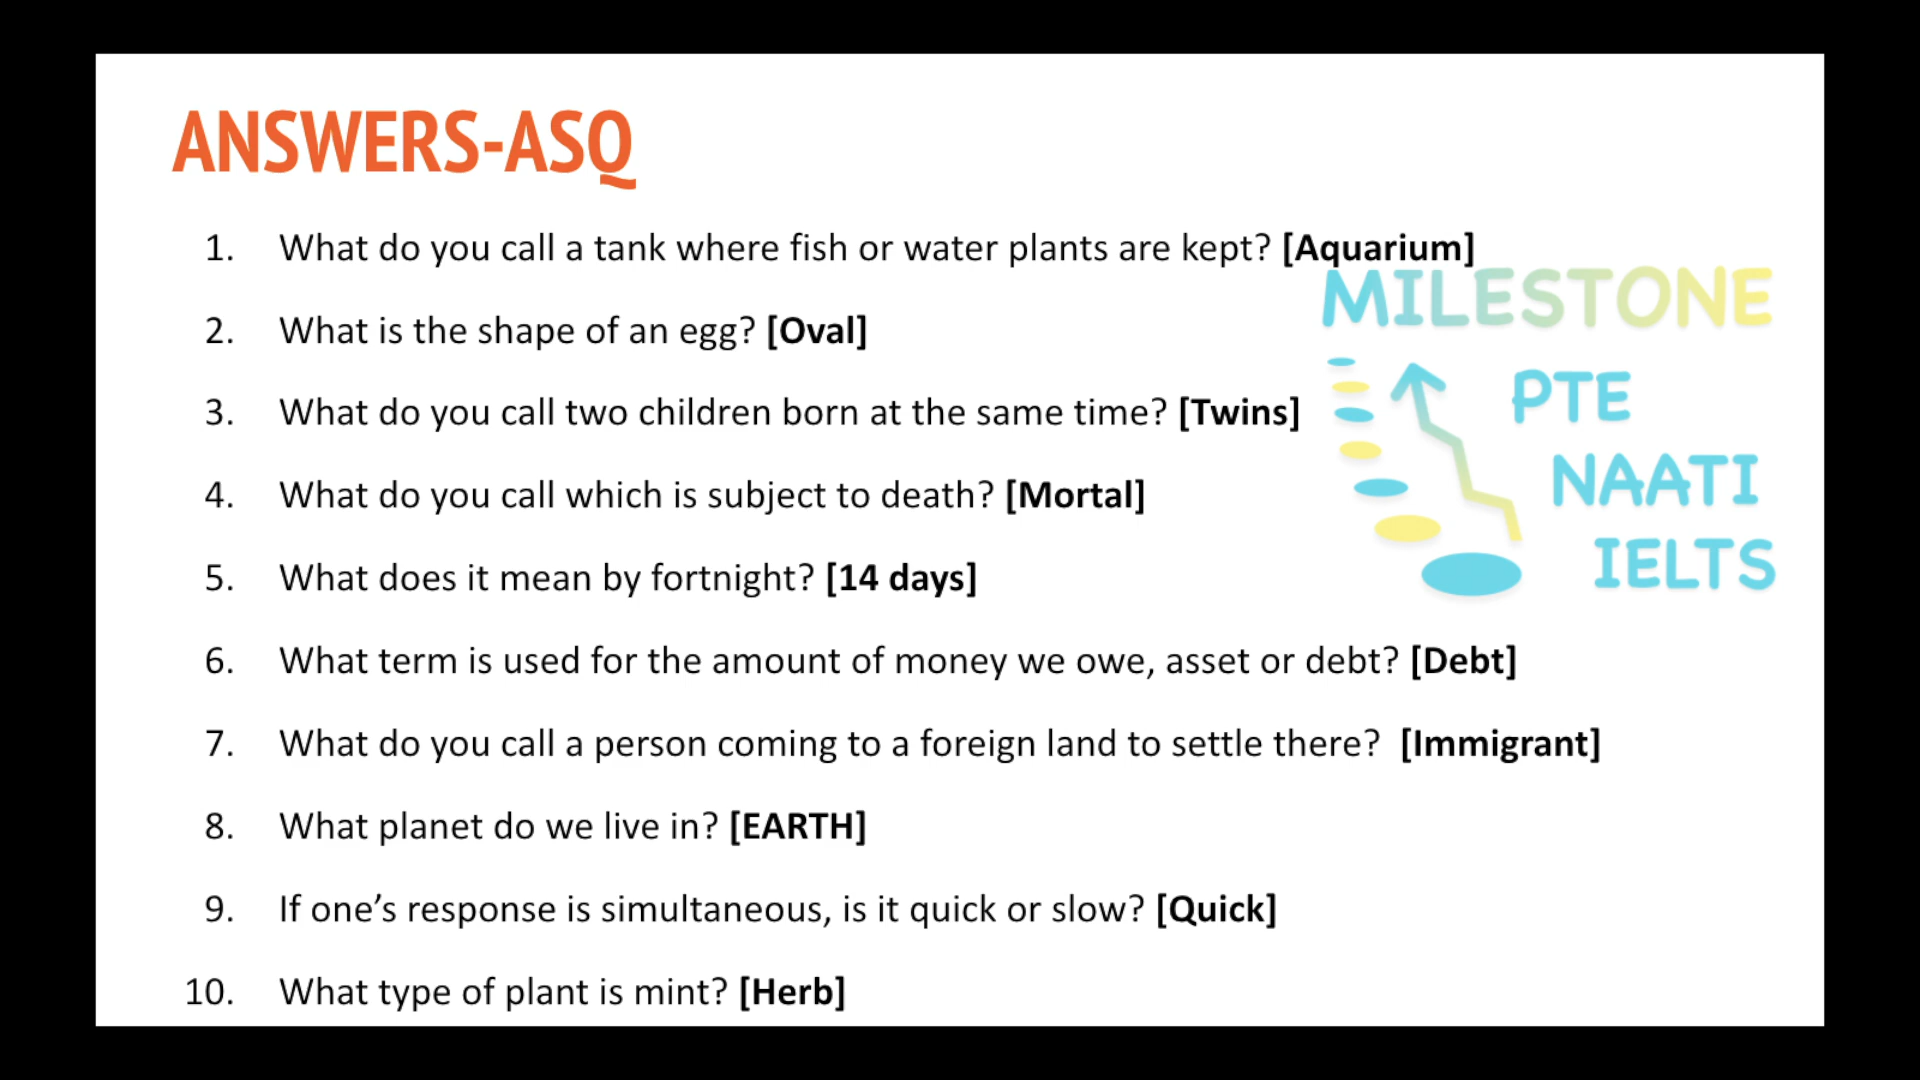 ANSWERS-ASQ
1. What do you call a tank where fish or water plants are kept? [Aquarium]
MILESTONE
2. What is the shape of an egg? [Oval]
PTE
3. What do you call two children born at the same time? [Twins]
NAATI
4. What do you call which is subject to death? [Mortal]
IELTS
5. What does it mean by fortnight? [14 days]
6. What term is used for the amount of money we owe, asset or debt? [Debt]
7. What do you call a person coming to a foreign land to settle there? [Immigrant]
8. What planet do we live in? [EARTH]
9. If one’s response is simultaneous, is it quick or slow? [Quick]
10. What type of plant is mint? [Herb]